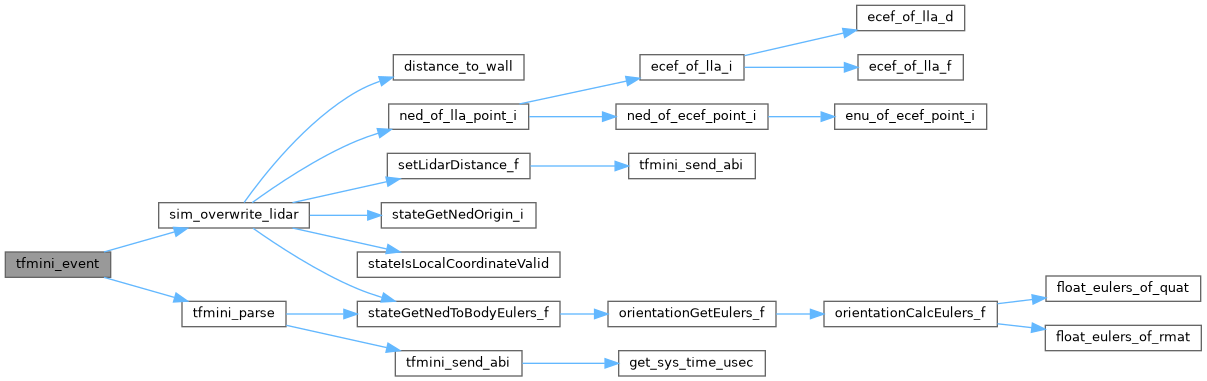 ecef_of_lla_d
distance_to_wall
ecef_of_lla_i
ecef_of_lla_f
ned_of_lla_point_i
ned_of_ecef_point_i
enu_of_ecef_point_i
setLidarDistance_f
tfmini_send_abi
sim_overwrite_lidar
stateGetNedOrigin_i
tfmini_event
stateIsLocalCoordinateValid
float_eulers_of_quat
tfmini_parse
stateGetNedToBodyEulers_f
orientationGetEulers_f
orientationCalcEulers_f
float_eulers_of_rmat
tfmini_send_abi
get_sys_time_usec